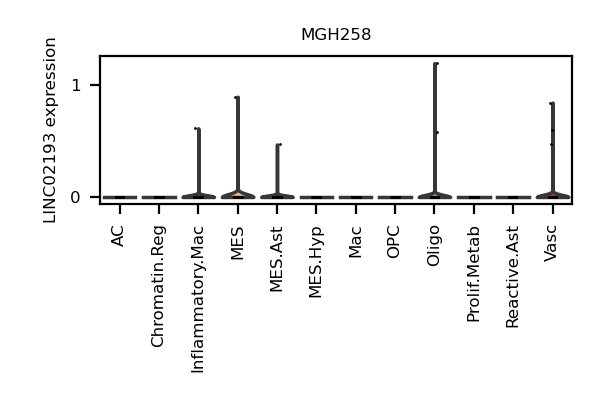 MGH258
LINC02193 expression
1
0
AC
Chromatin.Reg
Inflammatory.Mac
MES
MES.Ast
MES.Hyp
Mac
OPC
Oligo
Prolif.Metab
Reactive.Ast
Vasc